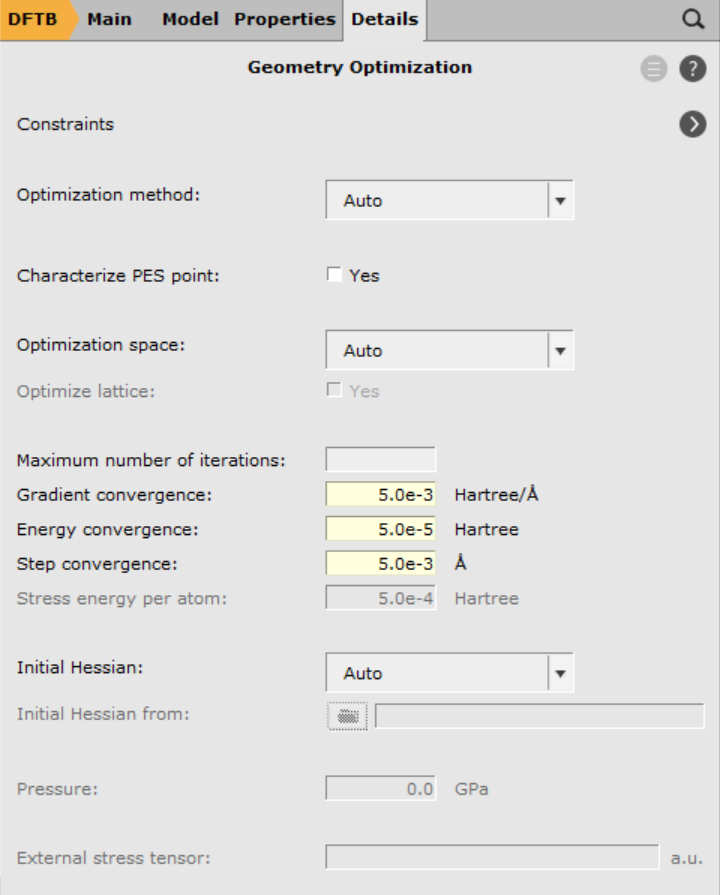 DFTB Main Model Properties Details
Geometry Optimization
Constraints
Optimization method: Auto
Characterize PES point: Yes
Optimization space: Auto
Optimize lattice: Yes
Maximum number of iterations:
Gradient convergence: 5.0e-3 Hartree/Å
Energy convergence: 5.0e-5 Hartree
Step convergence: 5.0e-3 Å
Stress energy per atom: 5.0e-4 Hartree
Initial Hessian: Auto
Initial Hessian from:
Pressure: 0.0 GPa
External stress tensor: a.u.